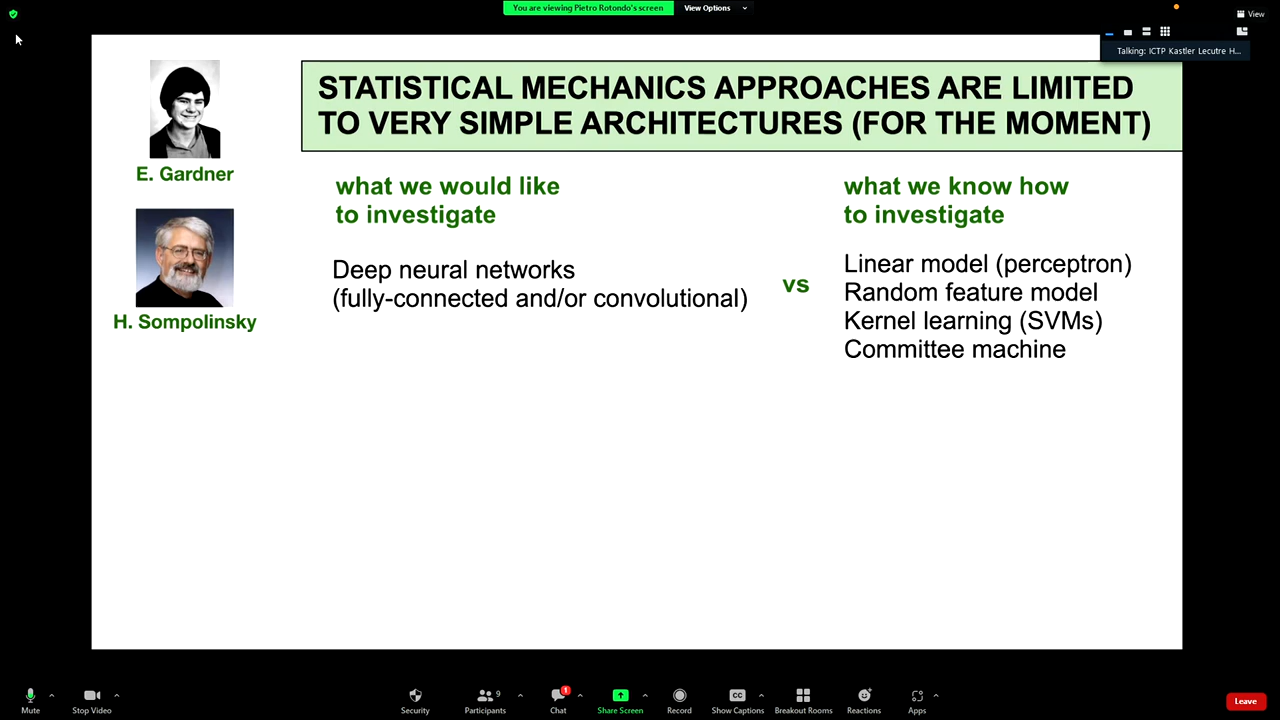 You are viewing Pietro Rotondo's screen
View Options
View
Talking: ICTP Kastler Lecutre H...
STATISTICAL MECHANICS APPROACHES ARE LIMITED
TO VERY SIMPLE ARCHITECTURES (FOR THE MOMENT)
E. Gardner
H. Sompolinsky
what we would like
to investigate
Deep neural networks
(fully-connected and/or convolutional)
vs
what we know how
to investigate
Linear model (perceptron)
Random feature model
Kernel learning (SVMs)
Committee machine
Mute
Stop Video
Security
Participants
9
Chat
1
Share Screen
Record
CC
Show Captions
Breakout Rooms
Reactions
Apps
Leave